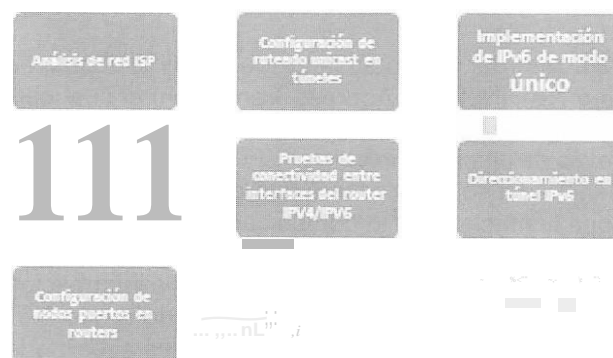 Análisis de red ISP
Configuración de
ruteado unicast en
túneles
Implementación
de IPv6 de modo
único
111
Pruebas de
conectividad entre
interfaces del router
IPV4/IPV6
Direccionamiento en
túnel IPv6
Configuración de
nodos puertos en
routers